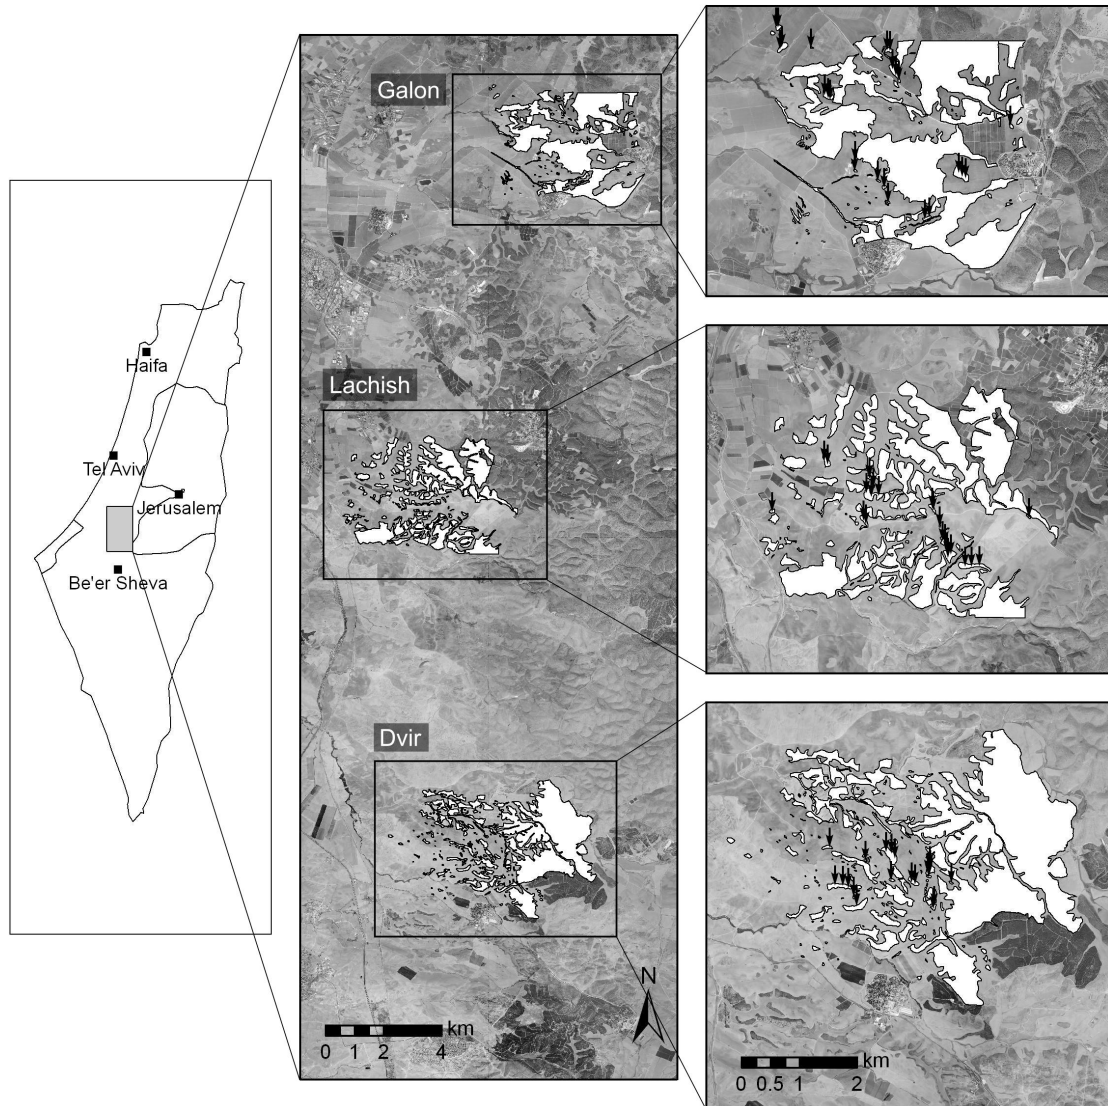 Haifa
Tel Aviv
Jerusalem
Be'er Sheva
Galon
Lachish
Dvir
N
km
0 1 2 4
km
0 0.5 1 2